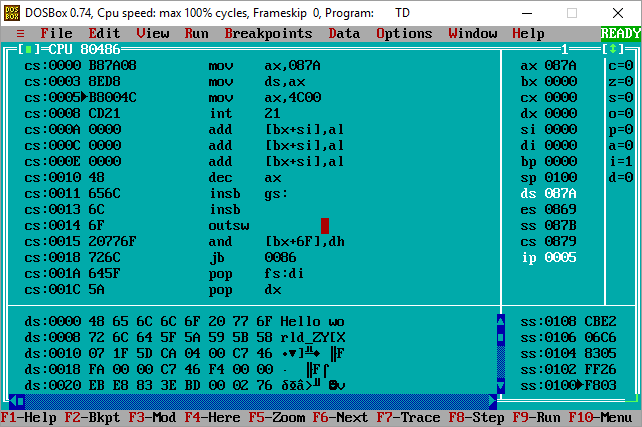 DOSBox 0.74, Cpu speed: max 100% cycles, Frameskip 0, Program: TD
≡ File Edit View Run Breakpoints Data Options Window Help READY
[■]=CPU 80486 1 [↕]
cs:0000 B87A08 mov ax,087A ax 087A c=0
cs:0003 8ED8 mov ds,ax bx 0000 z=0
cs:0005►B8004C mov ax,4C00 cx 0000 s=0
cs:0008 CD21 int 21 dx 0000 o=0
cs:000A 0000 add [bx+si],al si 0000 p=0
cs:000C 0000 add [bx+si],al di 0000 a=0
cs:000E 0000 add [bx+si],al bp 0000 i=1
cs:0010 48 dec ax sp 0100 d=0
cs:0011 656C insb gs: ds 087A
cs:0013 6C insb es 0869
cs:0014 6F outsw ss 087B
cs:0015 20776F and [bx+6F],dh cs 0879
cs:0018 726C jb 0086 ip 0005
cs:001A 645F pop fs:di
cs:001C 5A pop dx
ds:0000 48 65 6C 6C 6F 20 77 6F Hello wo ss:0108 CBE2
ds:0008 72 6C 64 5F 5A 59 5B 58 rld_ZY[X ss:0106 06C6
ds:0010 07 1F 5D CA 04 00 C7 46 •▼]╩♦ ╟F ss:0104 8305
ds:0018 FA 00 00 C7 46 F4 00 00 · ╟F⌠ ss:0102 FF26
ds:0020 EB E8 83 3E BD 00 02 76 δΦâ>╜ ☻v ss:0100►F803
F1-Help F2-Bkpt F3-Mod F4-Here F5-Zoom F6-Next F7-Trace F8-Step F9-Run F10-Menu